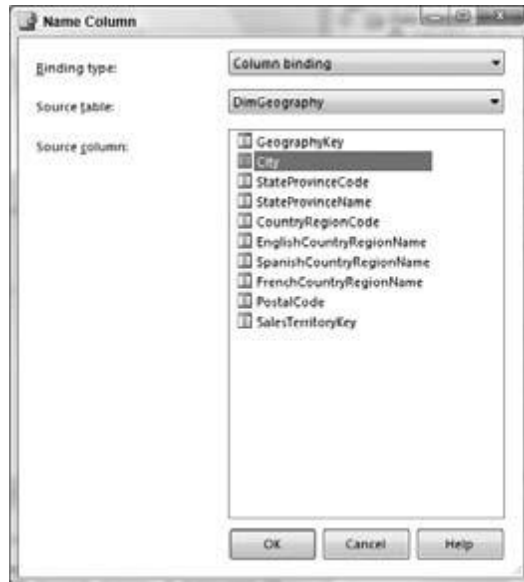 Name Column
Binding type:
Column binding
Source table:
DimGeography
Source column:
GeographyKey
City
StateProvinceCode
StateProvinceName
CountryRegionCode
EnglishCountryRegionName
SpanishCountryRegionName
FrenchCountryRegionName
PostalCode
SalesTerritoryKey
OK
Cancel
Help